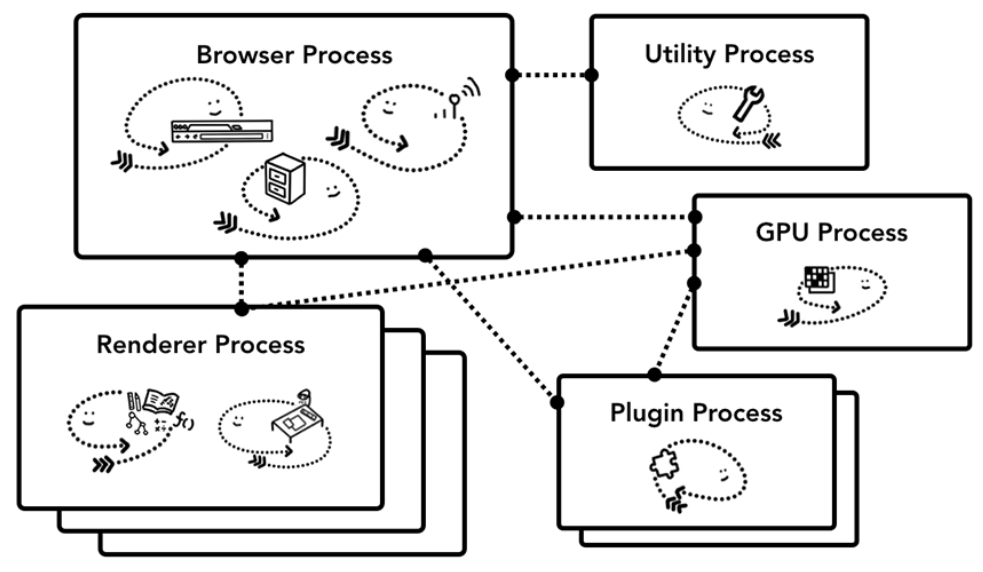 Browser Process
Utility Process
GPU Process
Renderer Process
f()
Plugin Process